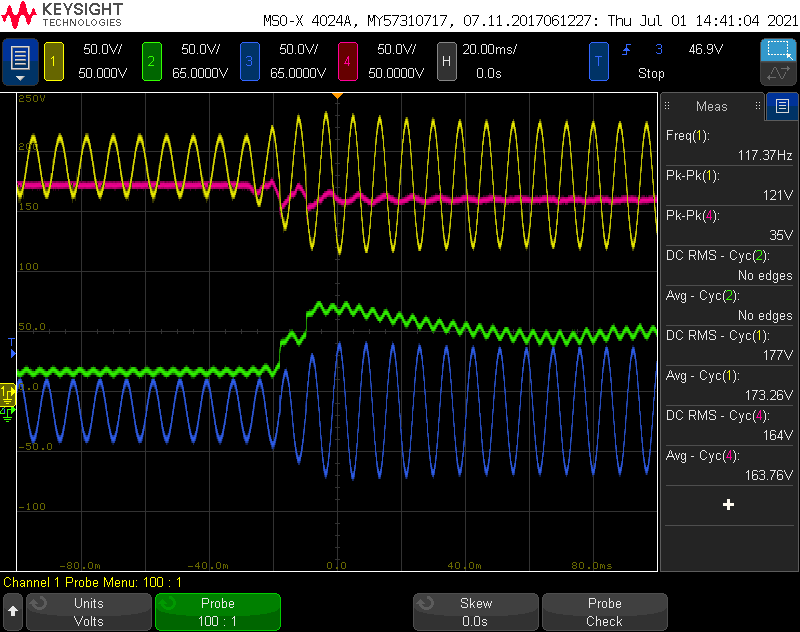 KEYSIGHT
TECHNOLOGIES
MSO-X 4024A, MY57310717, 07.11.2017061227: Thu Jul 01 14:41:04 2021
1 50.0V/ 50.000V
2 50.0V/ 65.0000V
3 50.0V/ 65.0000V
4 50.0V/ 50.0000V
H 20.00ms/ 0.0s
T 3 46.9V
Stop
250V
200
150
100
50.0
0.0
-50.0
-100
-80.0m -40.0m 0.0 40.0m 80.0ms
T
1
Meas
Freq(1):
117.37Hz
Pk-Pk(1):
121V
Pk-Pk(4):
35V
DC RMS - Cyc(2):
No edges
Avg - Cyc(2):
No edges
DC RMS - Cyc(1):
177V
Avg - Cyc(1):
173.26V
DC RMS - Cyc(4):
164V
Avg - Cyc(4):
163.76V
Channel 1 Probe Menu: 100 : 1
Units
Volts
Probe
100 : 1
Skew
0.0s
Probe
Check